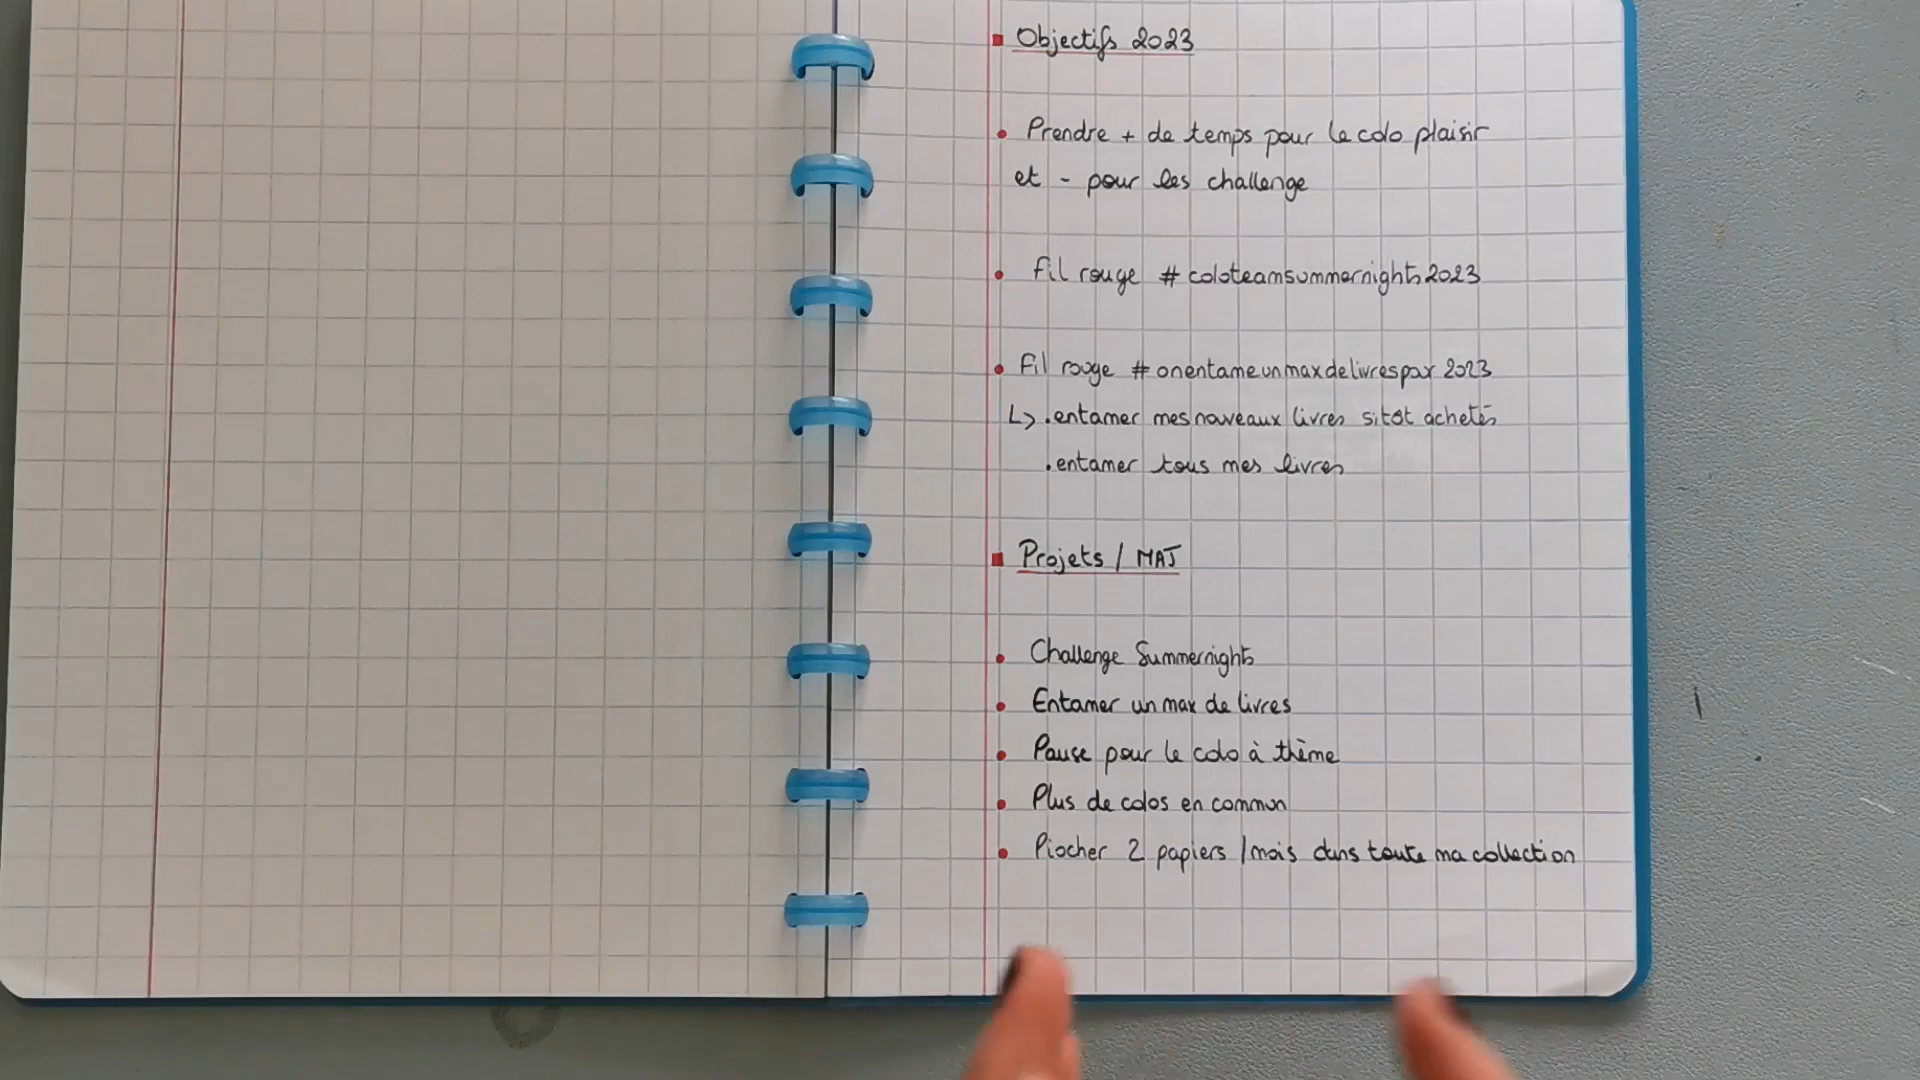 Objectifs 2023
Prendre + de temps pour le colo plaisir
et - pour les challenge
Fil rouge #coloteamsummernights2023
Fil rouge #onentameunmaxdelivrespar2023
↳ .entamer mes nouveaux livres sitot achetés
.entamer tous mes livres
Projets / MAJ
Challenge Summernights
Entamer un max de livres
Pause pour le colo à thème
Plus de colos en commun
Piocher 2 papiers /mois dans toute ma collection